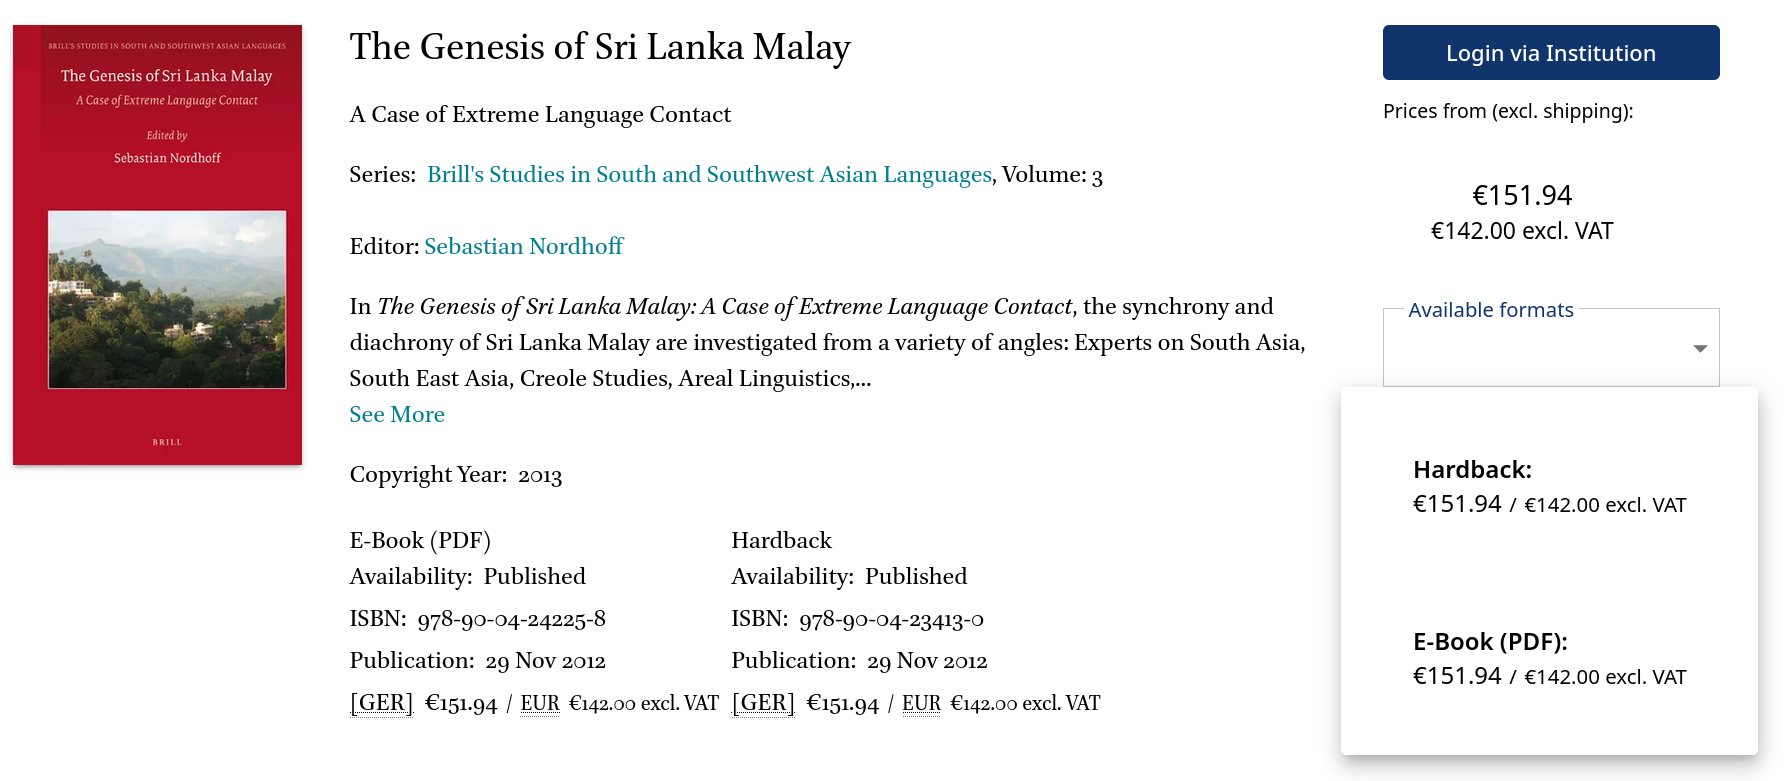 BRILL'S STUDIES IN SOUTH AND SOUTHWEST ASIAN LANGUAGES
The Genesis of Sri Lanka Malay
A Case of Extreme Language Contact
Edited by
Sebastian Nordhoff
BRILL
The Genesis of Sri Lanka Malay
A Case of Extreme Language Contact
Series: Brill's Studies in South and Southwest Asian Languages, Volume: 3
Editor: Sebastian Nordhoff
In The Genesis of Sri Lanka Malay: A Case of Extreme Language Contact, the synchrony and
diachrony of Sri Lanka Malay are investigated from a variety of angles: Experts on South Asia,
South East Asia, Creole Studies, Areal Linguistics,...
See More
Copyright Year: 2013
E-Book (PDF)
Availability: Published
ISBN: 978-90-04-24225-8
Publication: 29 Nov 2012
[GER] €151.94 / EUR €142.00 excl. VAT
Hardback
Availability: Published
ISBN: 978-90-04-23413-0
Publication: 29 Nov 2012
[GER] €151.94 / EUR €142.00 excl. VAT
Login via Institution
Prices from (excl. shipping):
€151.94
€142.00 excl. VAT
Available formats
Hardback:
€151.94 / €142.00 excl. VAT
E-Book (PDF):
€151.94 / €142.00 excl. VAT